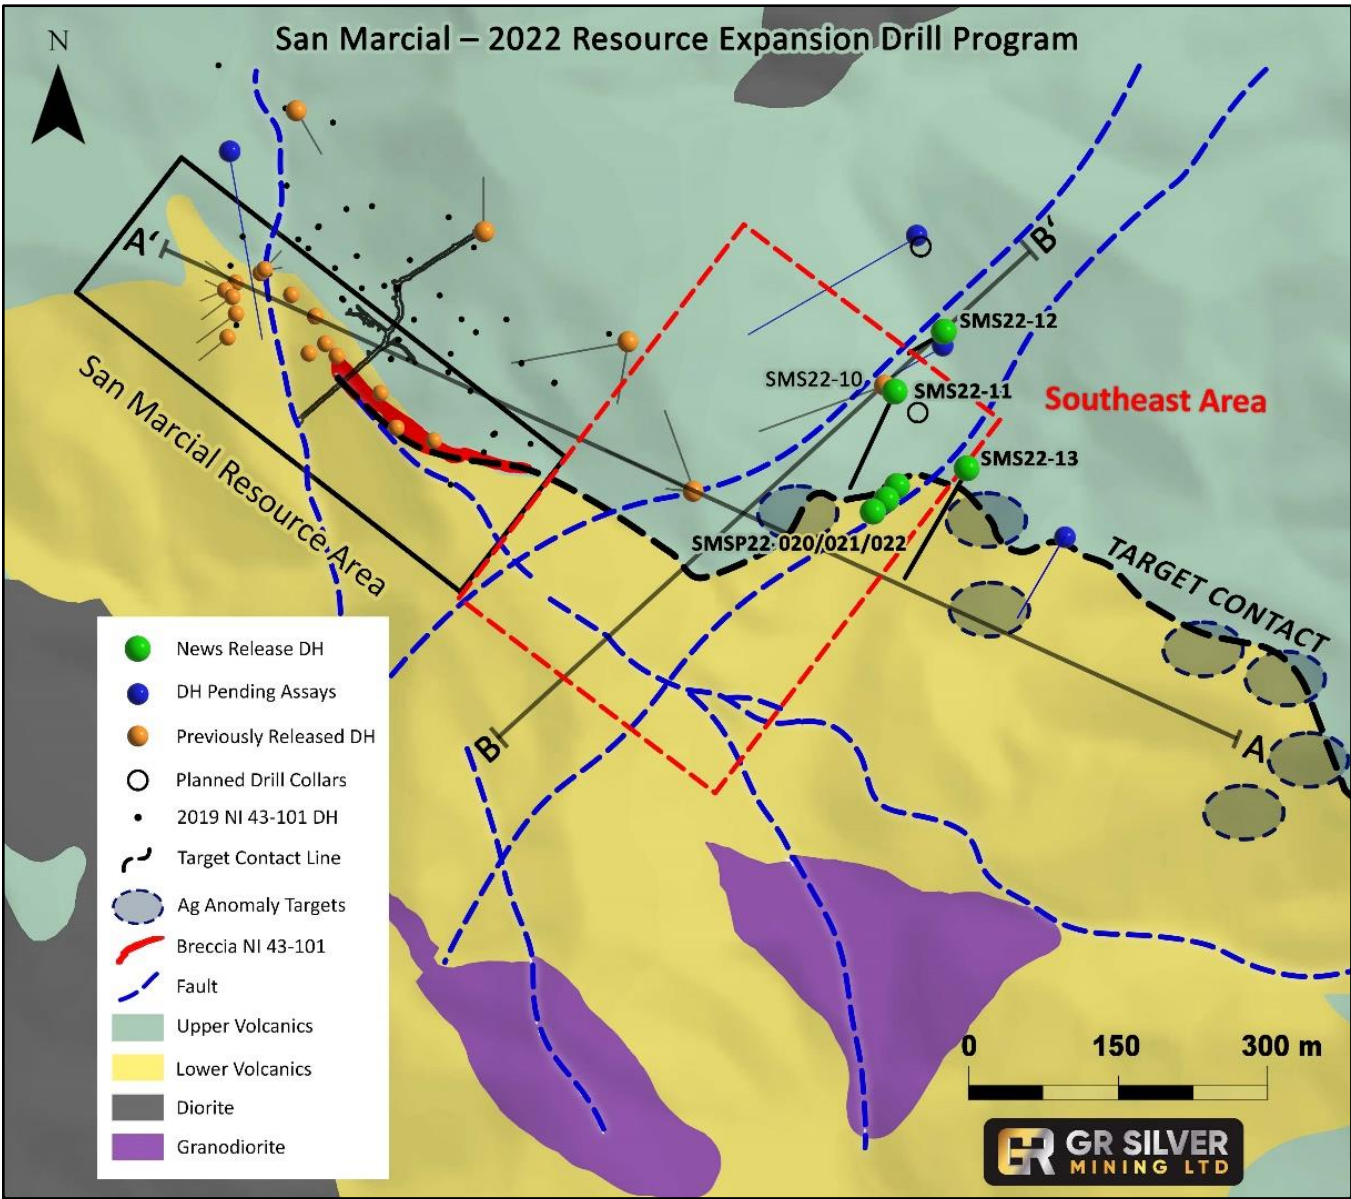 San Marcial – 2022 Resource Expansion Drill Program
N
A'
B'
SMS22-12
SMS22-10
SMS22-11
Southeast Area
San Marcial Resource Area
SMS22-13
SMSP22-020/021/022
TARGET CONTACT
B
A
News Release DH
DH Pending Assays
Previously Released DH
Planned Drill Collars
2019 NI 43-101 DH
Target Contact Line
Ag Anomaly Targets
Breccia NI 43-101
Fault
Upper Volcanics
Lower Volcanics
Diorite
Granodiorite
0 150 300 m
GR SILVER
MINING LTD